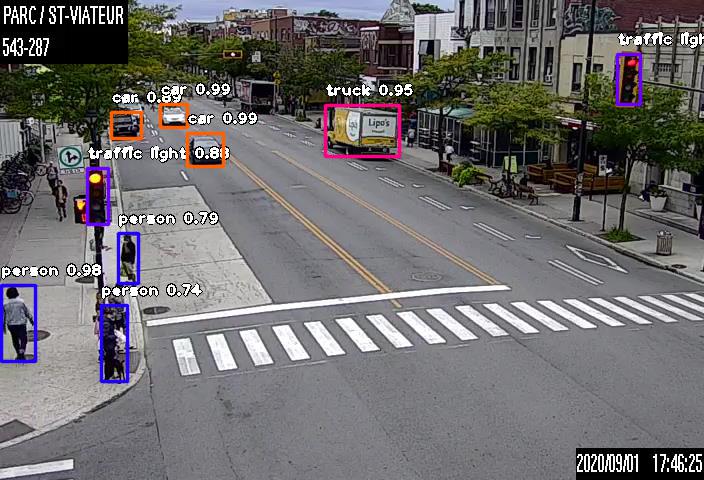 PARC / ST-VIATEUR
543-287
traffic ligh
car 0.99
car 0.89
truck 0.95
car 0.99
Lipo's
traffic light 0.88
person 0.79
person 0.98
person 0.74
2020/09/01 17:46:25